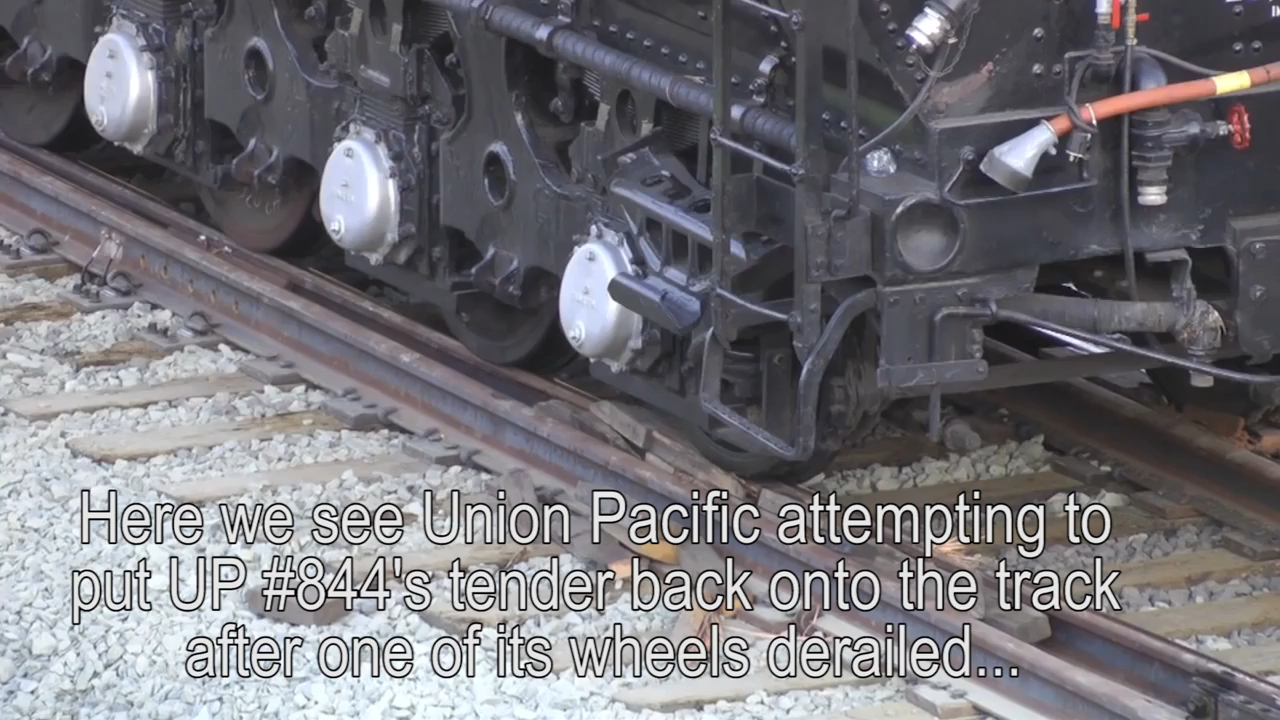 Here we see Union Pacific attempting to
put UP #844's tender back onto the track
after one of its wheels derailed...